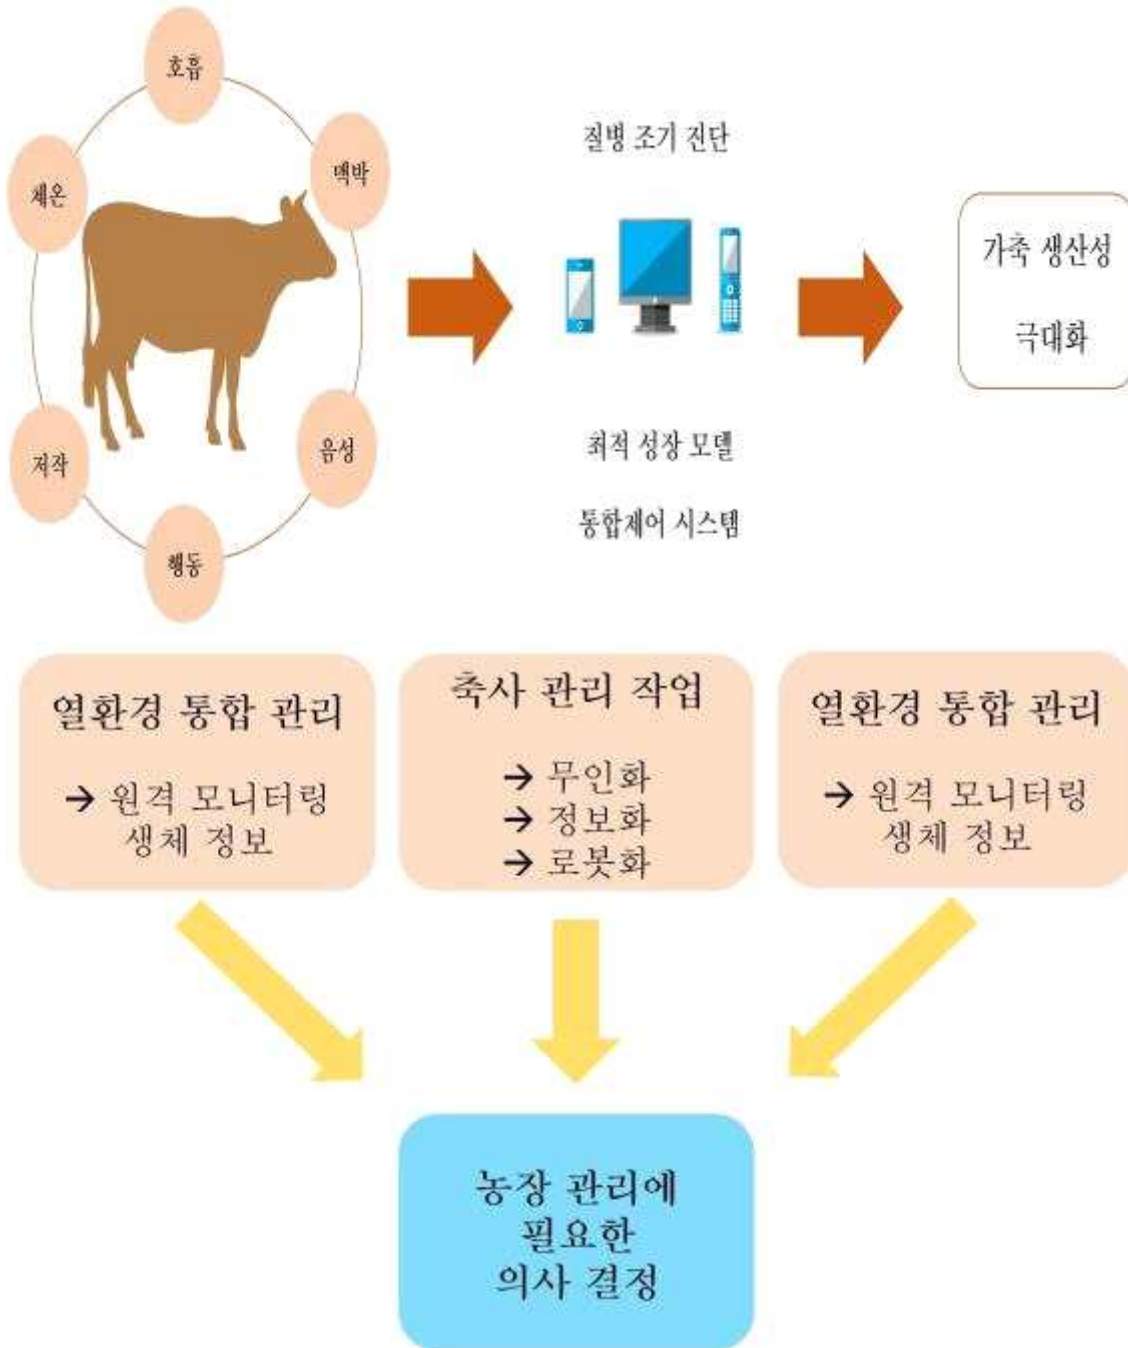 호흡
체온
맥박
저작
음성
행동
질병 조기 진단
최적 성장 모델
통합제어 시스템
가축 생산성
극대화
열환경 통합 관리
→ 원격 모니터링
생체 정보
축사 관리 작업
→ 무인화
→ 정보화
→ 로봇화
열환경 통합 관리
→ 원격 모니터링
생체 정보
농장 관리에
필요한
의사 결정